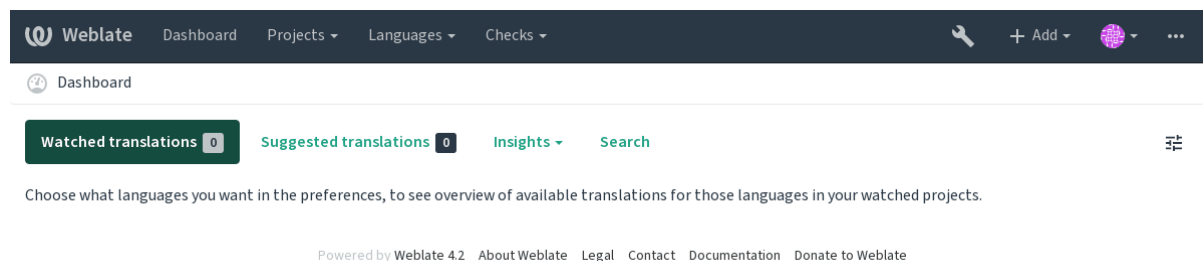 Weblate Dashboard Projects Languages Checks Add
Dashboard
Watched translations 0 Suggested translations 0 Insights Search
Choose what languages you want in the preferences, to see overview of available translations for those languages in your watched projects.
Powered by Weblate 4.2 About Weblate Legal Contact Documentation Donate to Weblate